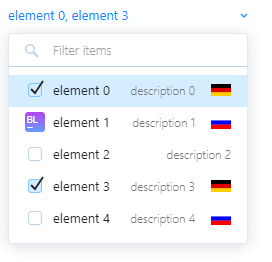 element 0, element 3
Filter items
element 0 description 0
BL element 1 description 1
element 2 description 2
element 3 description 3
element 4 description 4